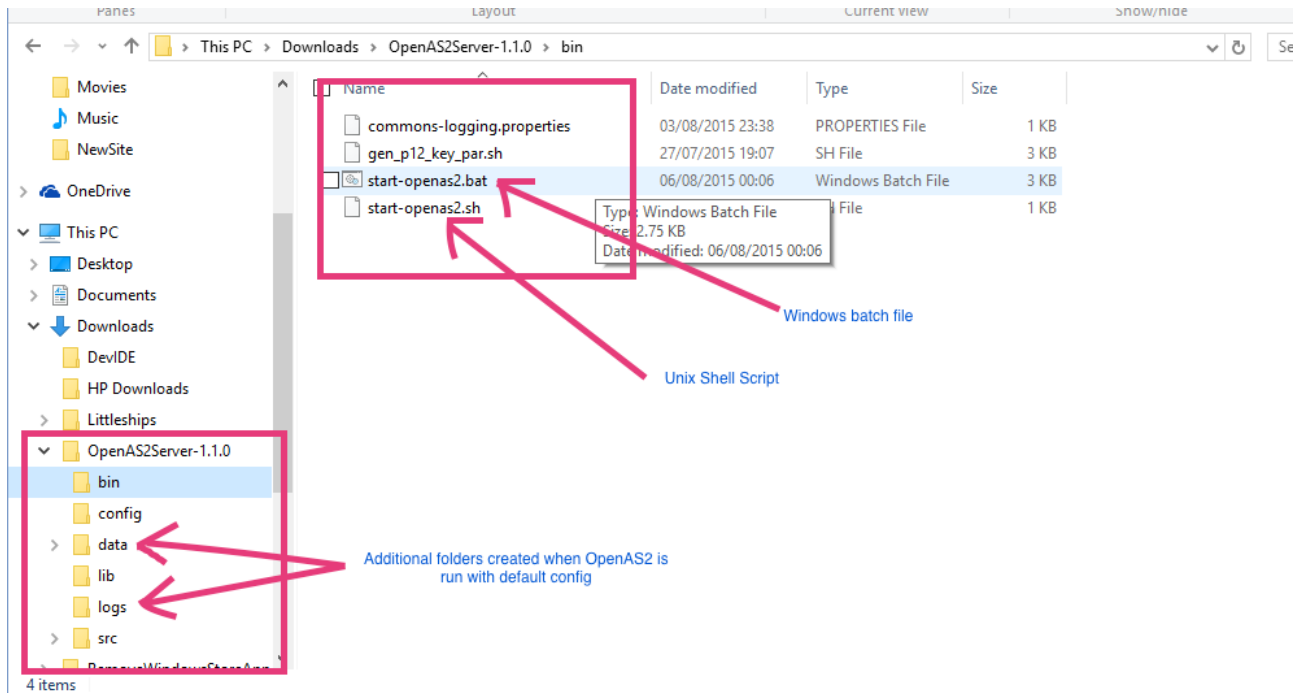 Panes Layout Current view Show/hide
This PC > Downloads > OpenAS2Server-1.1.0 > bin
Name Date modified Type Size
commons-logging.properties 03/08/2015 23:38 PROPERTIES File 1 KB
gen_p12_key_par.sh 27/07/2015 19:07 SH File 3 KB
start-openas2.bat 06/08/2015 00:06 Windows Batch File 3 KB
start-openas2.sh File 1 KB
Type: Windows Batch File
Size: 2.75 KB
Date modified: 06/08/2015 00:06
Windows batch file
Unix Shell Script
Additional folders created when OpenAS2 is
run with default config
Movies
Music
NewSite
OneDrive
This PC
Desktop
Documents
Downloads
DevIDE
HP Downloads
Littleships
OpenAS2Server-1.1.0
bin
config
data
lib
logs
src
RemoveWindowsStoreApp
4 items